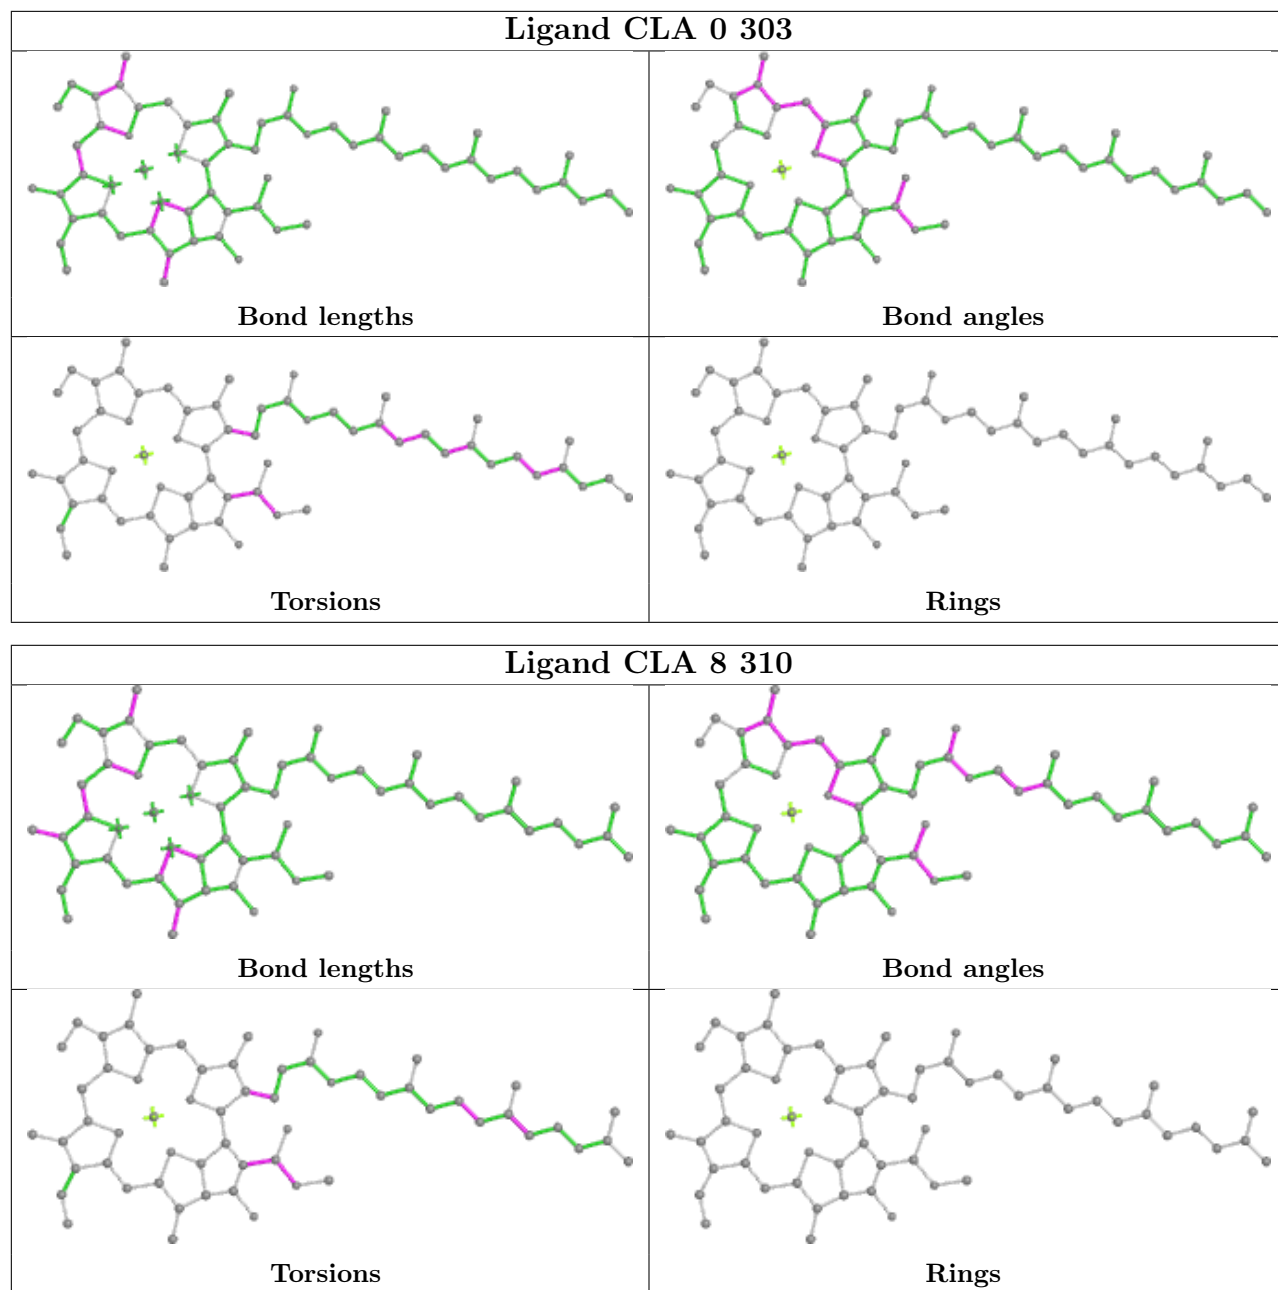 Ligand CLA 0 303
Bond lengths
Bond angles
Torsions
Rings
Ligand CLA 8 310
Bond lengths
Bond angles
Torsions
Rings